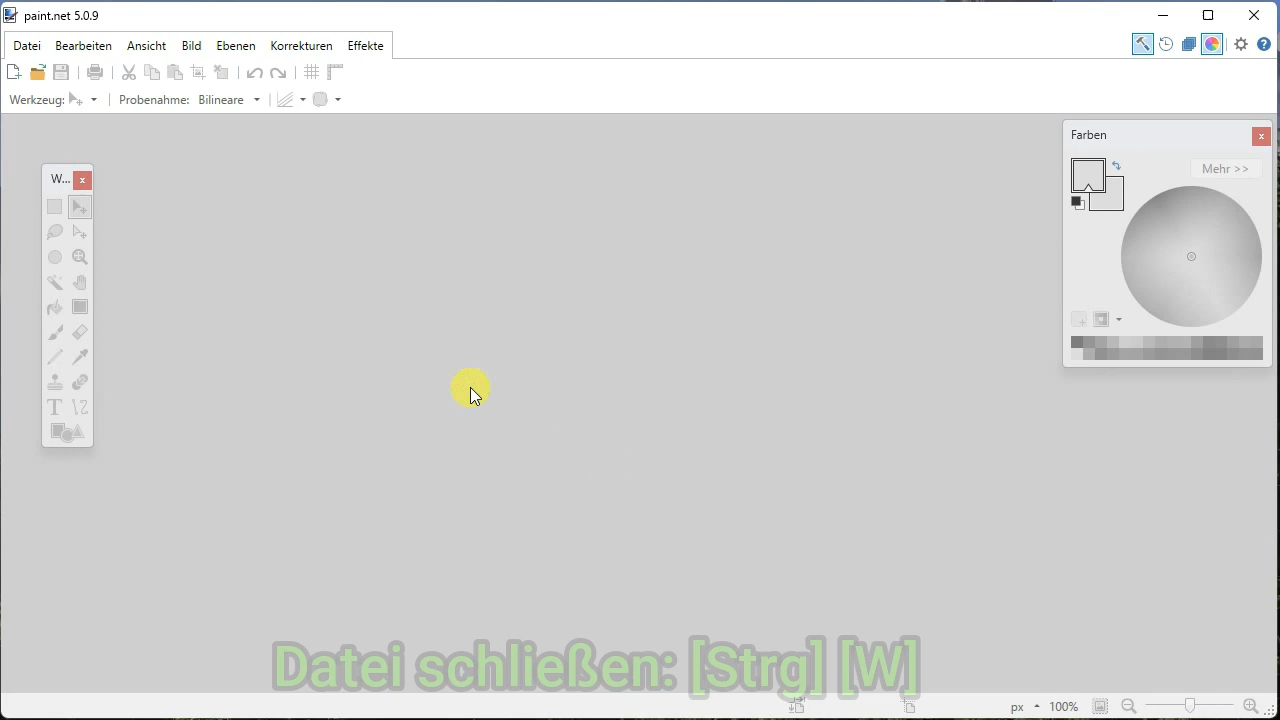 paint.net 5.0.9
Datei Bearbeiten Ansicht Bild Ebenen Korrekturen Effekte
Werkzeug: Probenahme: Bilineare
W...
Farben
Mehr >>
Datei schließen: [Strg] [W]
px 100%